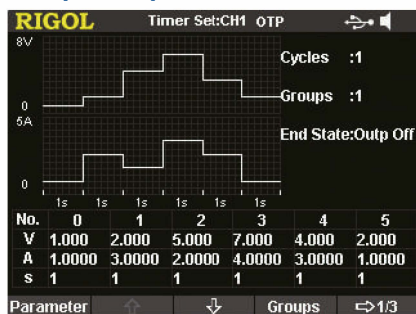 RIGOL Timer Set:CH1 OTP
8V
Cycles :1
0
Groups :1
5A
End State:Outp Off
0
1s 1s 1s 1s 1s 1s
No. 0 1 2 3 4 5
V 1.000 2.000 5.000 7.000 4.000 2.000
A 1.0000 3.0000 2.0000 4.0000 3.0000 1.0000
s 1 1 1 1 1 1
Parameter Groups 1/3